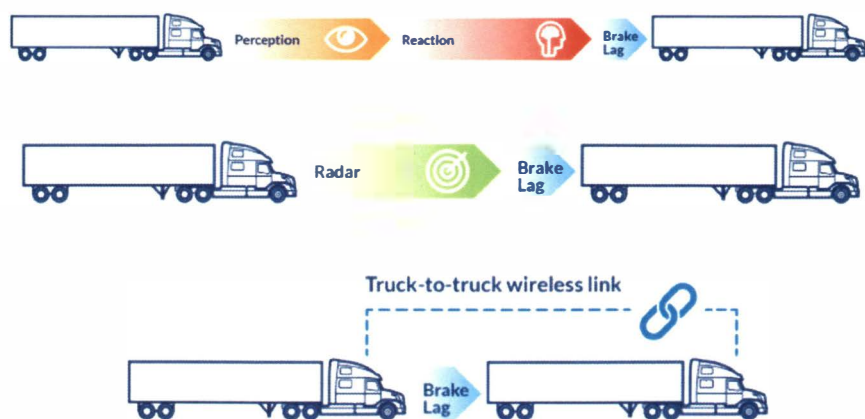 Perception
Reaction
Brake
Lag
Radar
Brake
Lag
Truck-to-truck wireless link
Brake
Lag